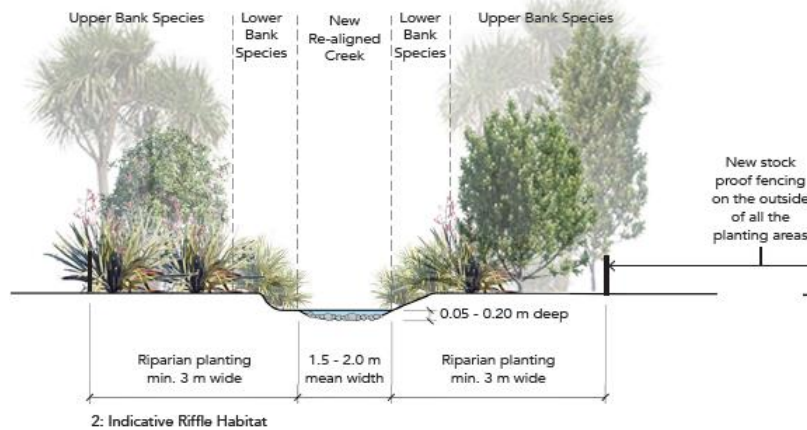 Upper Bank Species
Lower
Bank
Species
New
Re-aligned
Creek
Lower
Bank
Species
Upper Bank Species
New stock
proof fencing
on the outside
of all the
planting areas
0.05 - 0.20 m deep
Riparian planting
min. 3 m wide
1.5 - 2.0 m
mean width
Riparian planting
min. 3 m wide
2: Indicative Riffle Habitat